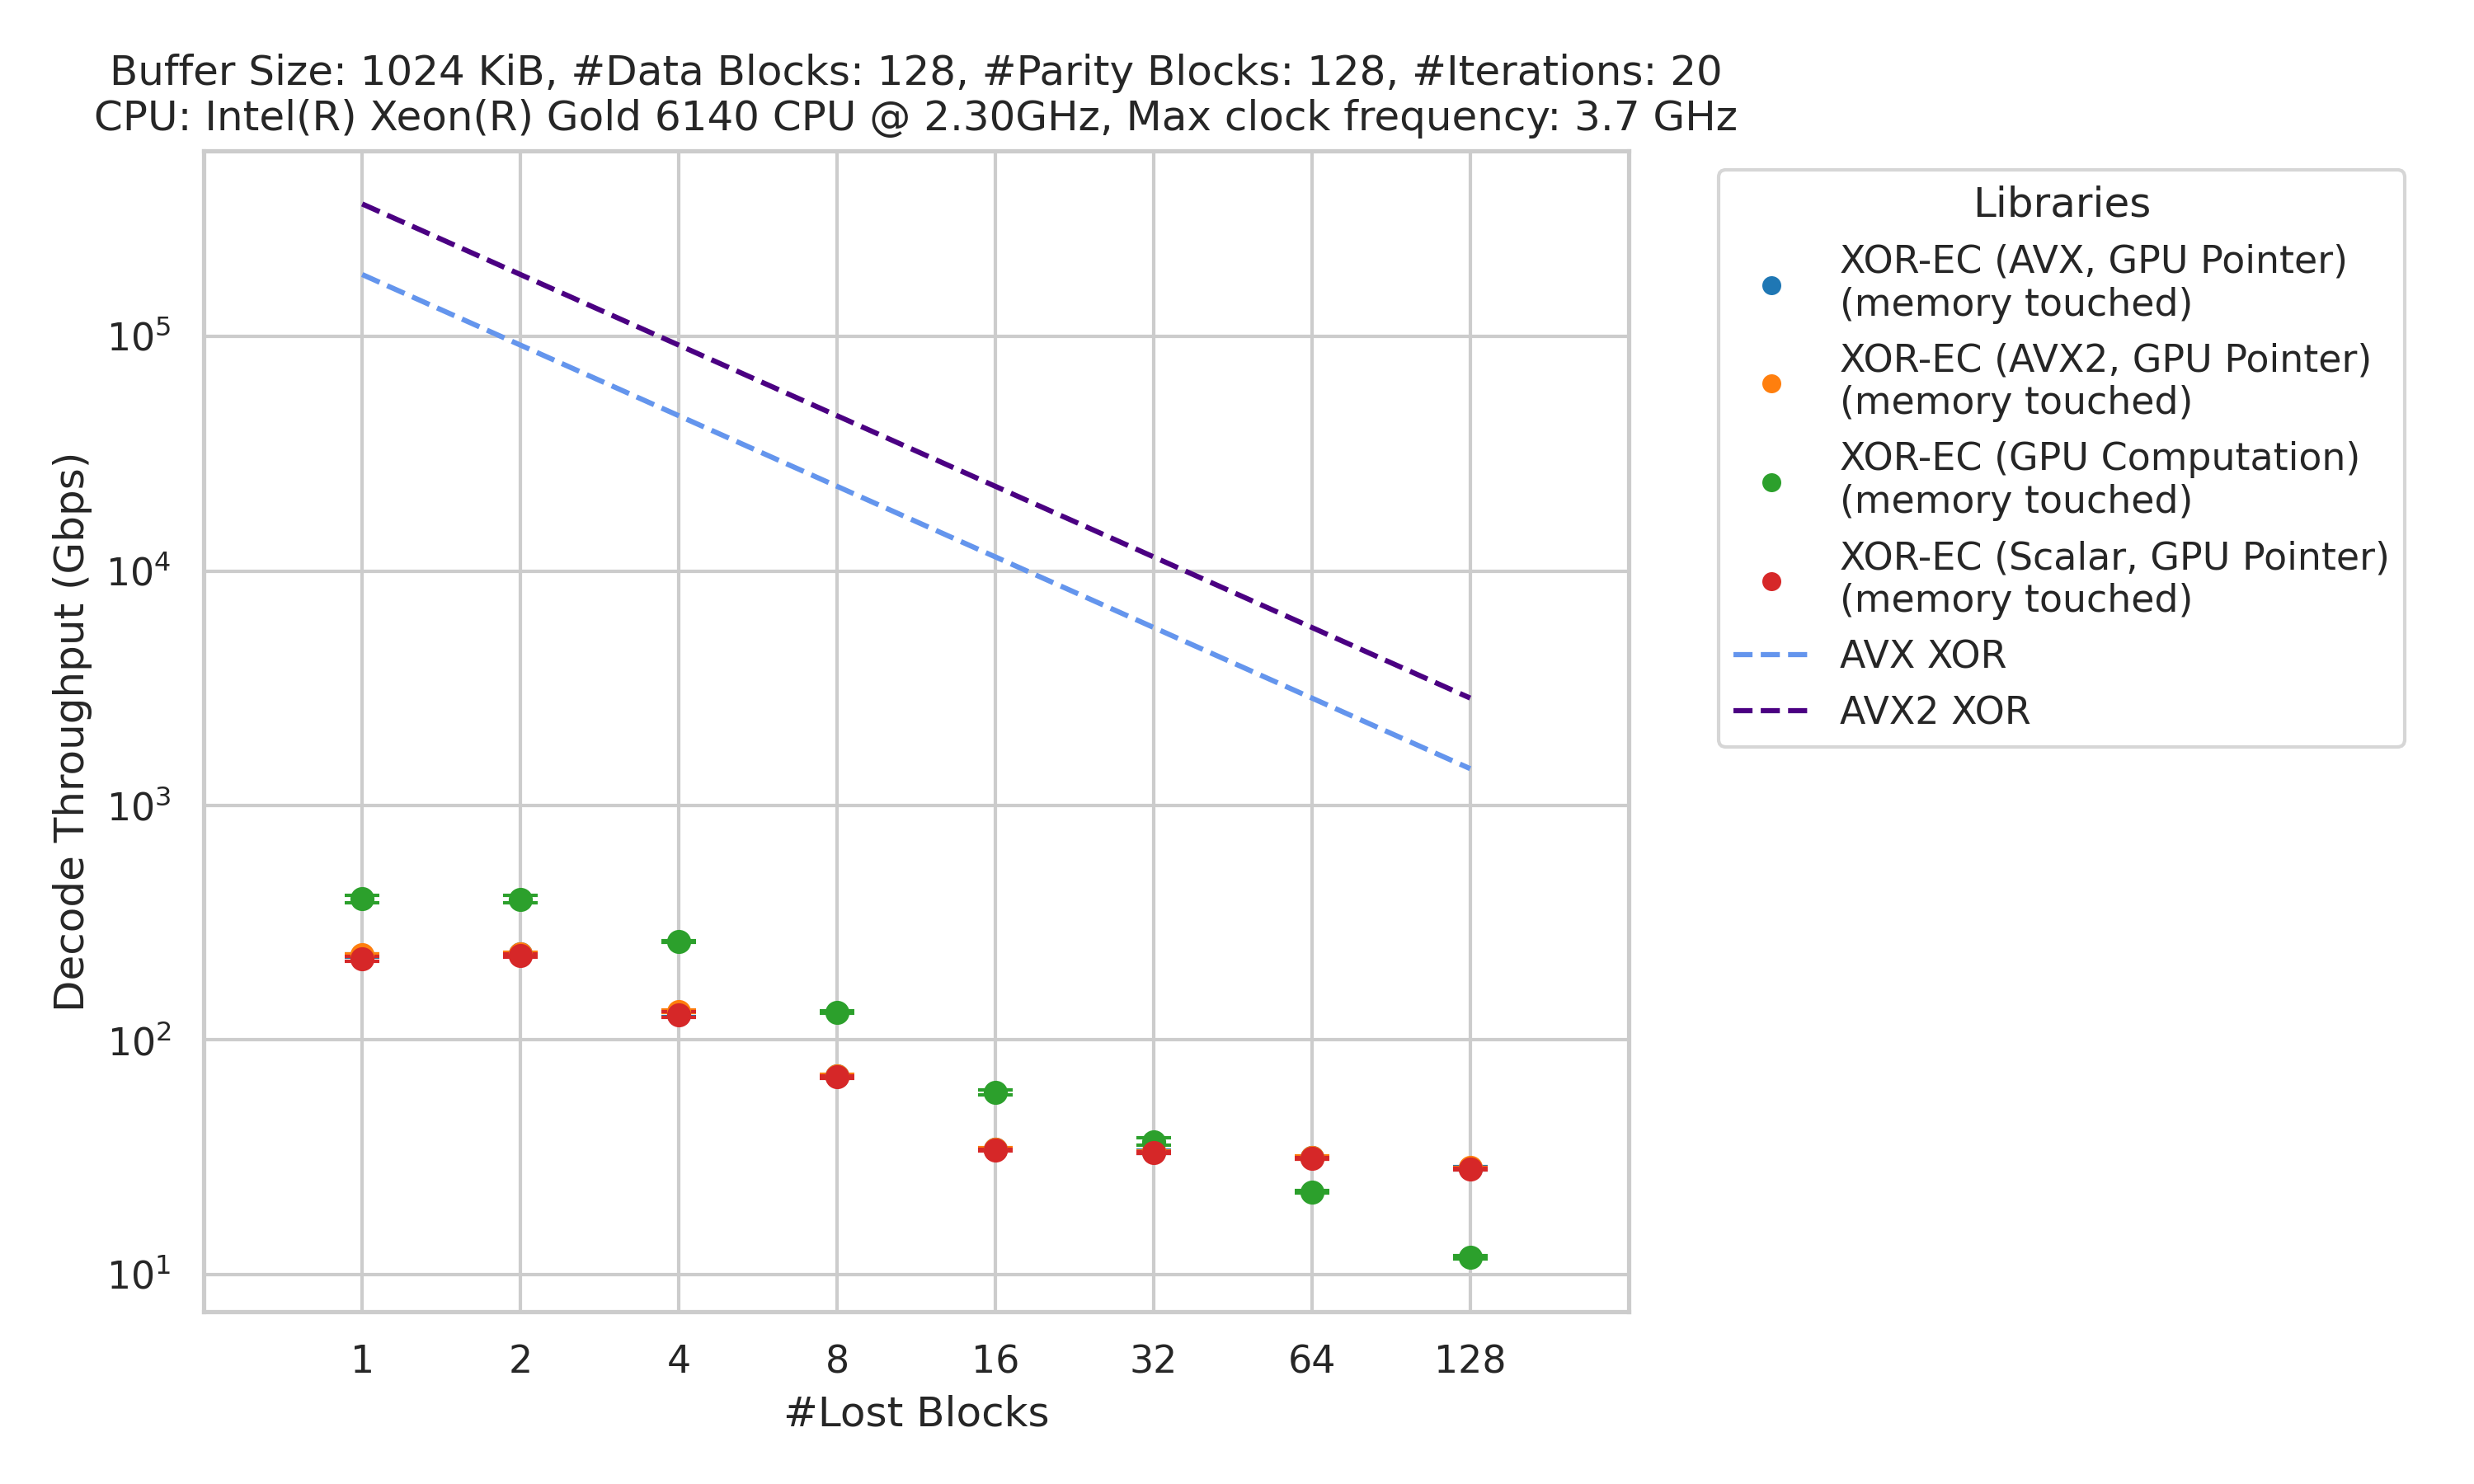 Buffer Size: 1024 KiB, #Data Blocks: 128, #Parity Blocks: 128, #Iterations: 20
CPU: Intel(R) Xeon(R) Gold 6140 CPU @ 2.30GHz, Max clock frequency: 3.7 GHz
Decode Throughput (Gbps)
10⁵
10⁴
10³
10²
10¹
1 2 4 8 16 32 64 128
#Lost Blocks
Libraries
XOR-EC (AVX, GPU Pointer)
(memory touched)
XOR-EC (AVX2, GPU Pointer)
(memory touched)
XOR-EC (GPU Computation)
(memory touched)
XOR-EC (Scalar, GPU Pointer)
(memory touched)
AVX XOR
AVX2 XOR